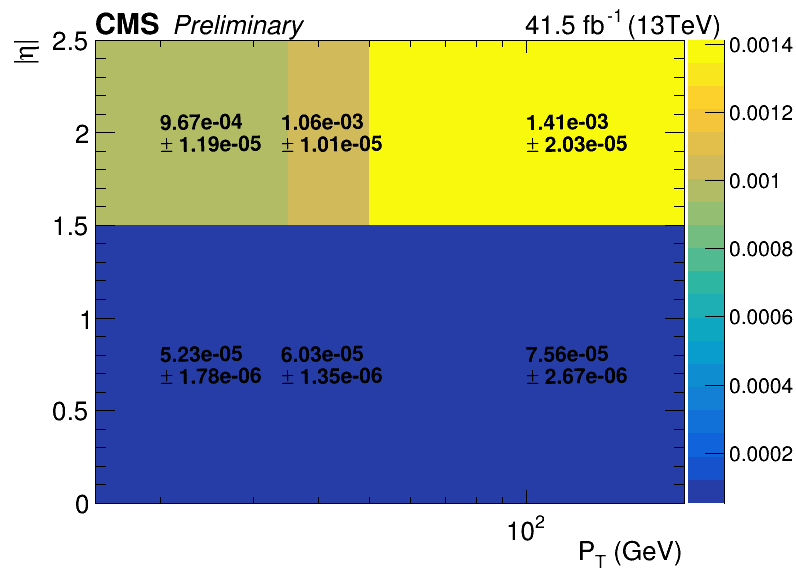 CMS Preliminary 41.5 fb⁻¹ (13TeV)
|η|
2.5
2
1.5
1
0.5
0
9.67e-04
± 1.19e-05
1.06e-03
± 1.01e-05
1.41e-03
± 2.03e-05
5.23e-05
± 1.78e-06
6.03e-05
± 1.35e-06
7.56e-05
± 2.67e-06
0.0014
0.0012
0.001
0.0008
0.0006
0.0004
0.0002
10²
P_T (GeV)